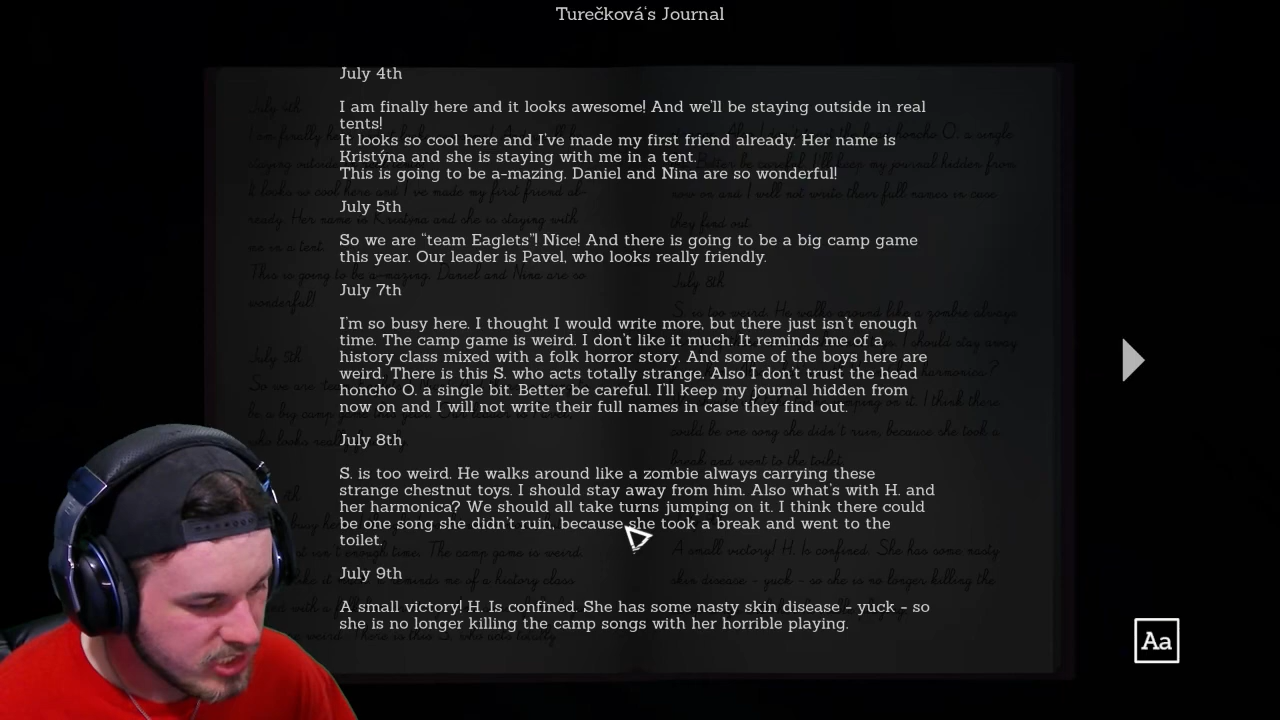 Turečková's Journal
July 4th
I am finally here and it looks awesome! And we'll be staying outside in real
tents!
It looks so cool here and I've made my first friend already. Her name is
Kristýna and she is staying with me in a tent.
This is going to be a-mazing. Daniel and Nina are so wonderful!
July 5th
So we are "team Eaglets"! Nice! And there is going to be a big camp game
this year. Our leader is Pavel, who looks really friendly.
July 7th
I'm so busy here. I thought I would write more, but there just isn't enough
time. The camp game is weird. I don't like it much. It reminds me of a
history class mixed with a folk horror story. And some of the boys here are
weird. There is this S. who acts totally strange. Also I don't trust the head
honcho O. a single bit. Better be careful. I'll keep my journal hidden from
now on and I will not write their full names in case they find out.
July 8th
S. is too weird. He walks around like a zombie always carrying these
strange chestnut toys. I should stay away from him. Also what's with H. and
her harmonica? We should all take turns jumping on it. I think there could
be one song she didn't ruin, because she took a break and went to the
toilet.
July 9th
A small victory! H. Is confined. She has some nasty skin disease - yuck - so
she is no longer killing the camp songs with her horrible playing.
Aa